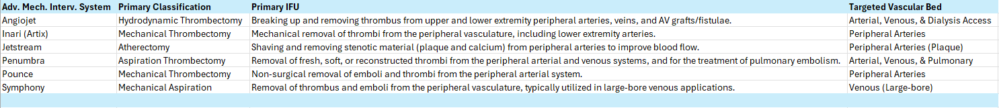 Adv. Mech. Interv. System Primary Classification Primary IFU Targeted Vascular Bed
Angiojet Hydrodynamic Thrombectomy Breaking up and removing thrombus from upper and lower extremity peripheral arteries, veins, and AV grafts/fistulae. Arterial, Venous, & Dialysis Access
Inari (Artix) Mechanical Thrombectomy Mechanical removal of thrombi from the peripheral vasculature, including lower extremity arteries. Peripheral Arteries
Jetstream Atherectomy Shaving and removing stenotic material (plaque and calcium) from peripheral arteries to improve blood flow. Peripheral Arteries (Plaque)
Penumbra Aspiration Thrombectomy Removal of fresh, soft, or reconstructed thrombi from the peripheral arterial and venous systems, and for the treatment of pulmonary embolism. Arterial, Venous, & Pulmonary
Pounce Mechanical Thrombectomy Non-surgical removal of emboli and thrombi from the peripheral arterial system. Peripheral Arteries
Symphony Mechanical Aspiration Removal of thrombus and emboli from the peripheral vasculature, typically utilized in large-bore venous applications. Venous (Large-bore)